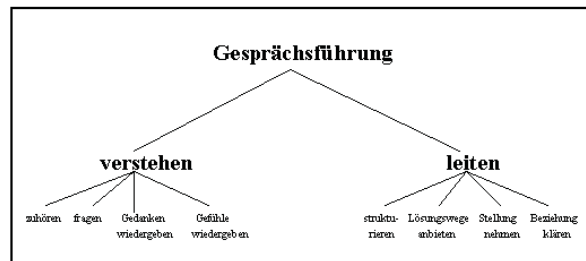 Gesprächsführung
verstehen
leiten
zuhören
fragen
Gedanken
wiedergeben
Gefühle
wiedergeben
struktu-
rieren
Lösungswege
anbieten
Stellung
nehmen
Beziehung
klären